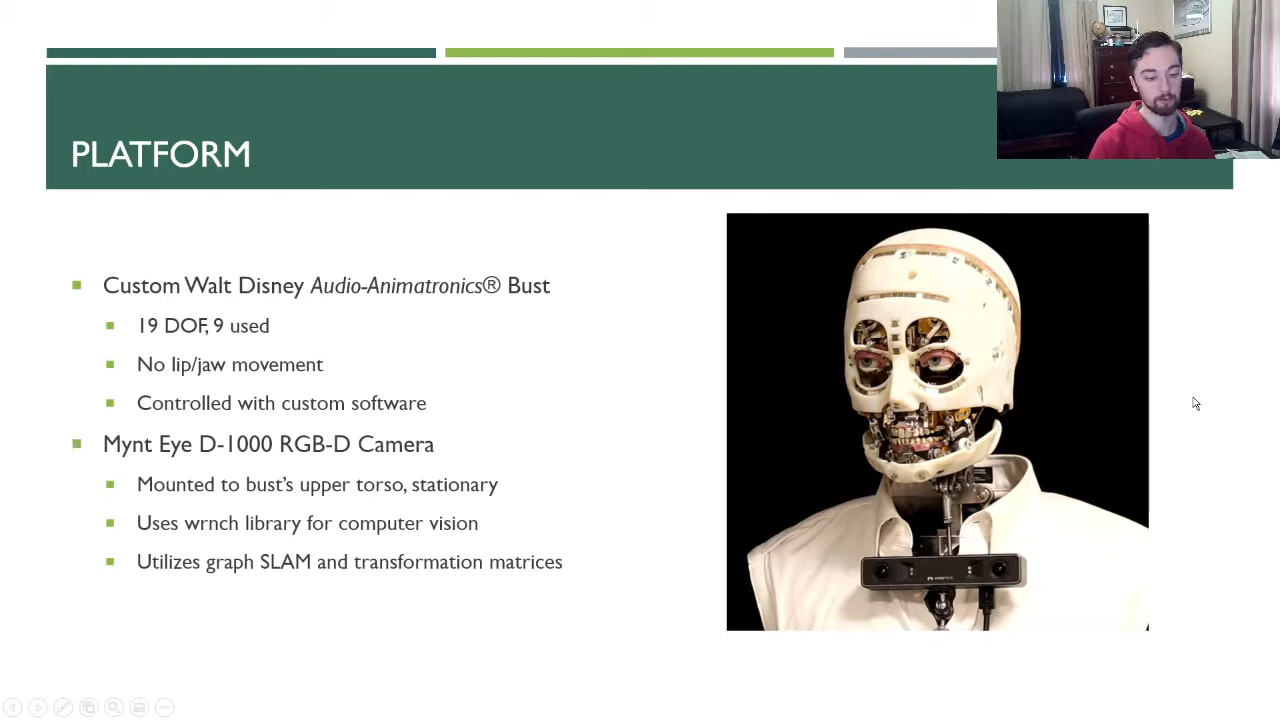 PLATFORM
Custom Walt Disney Audio-Animatronics® Bust
19 DOF, 9 used
No lip/jaw movement
Controlled with custom software
Mynt Eye D-1000 RGB-D Camera
Mounted to bust's upper torso, stationary
Uses wrnch library for computer vision
Utilizes graph SLAM and transformation matrices